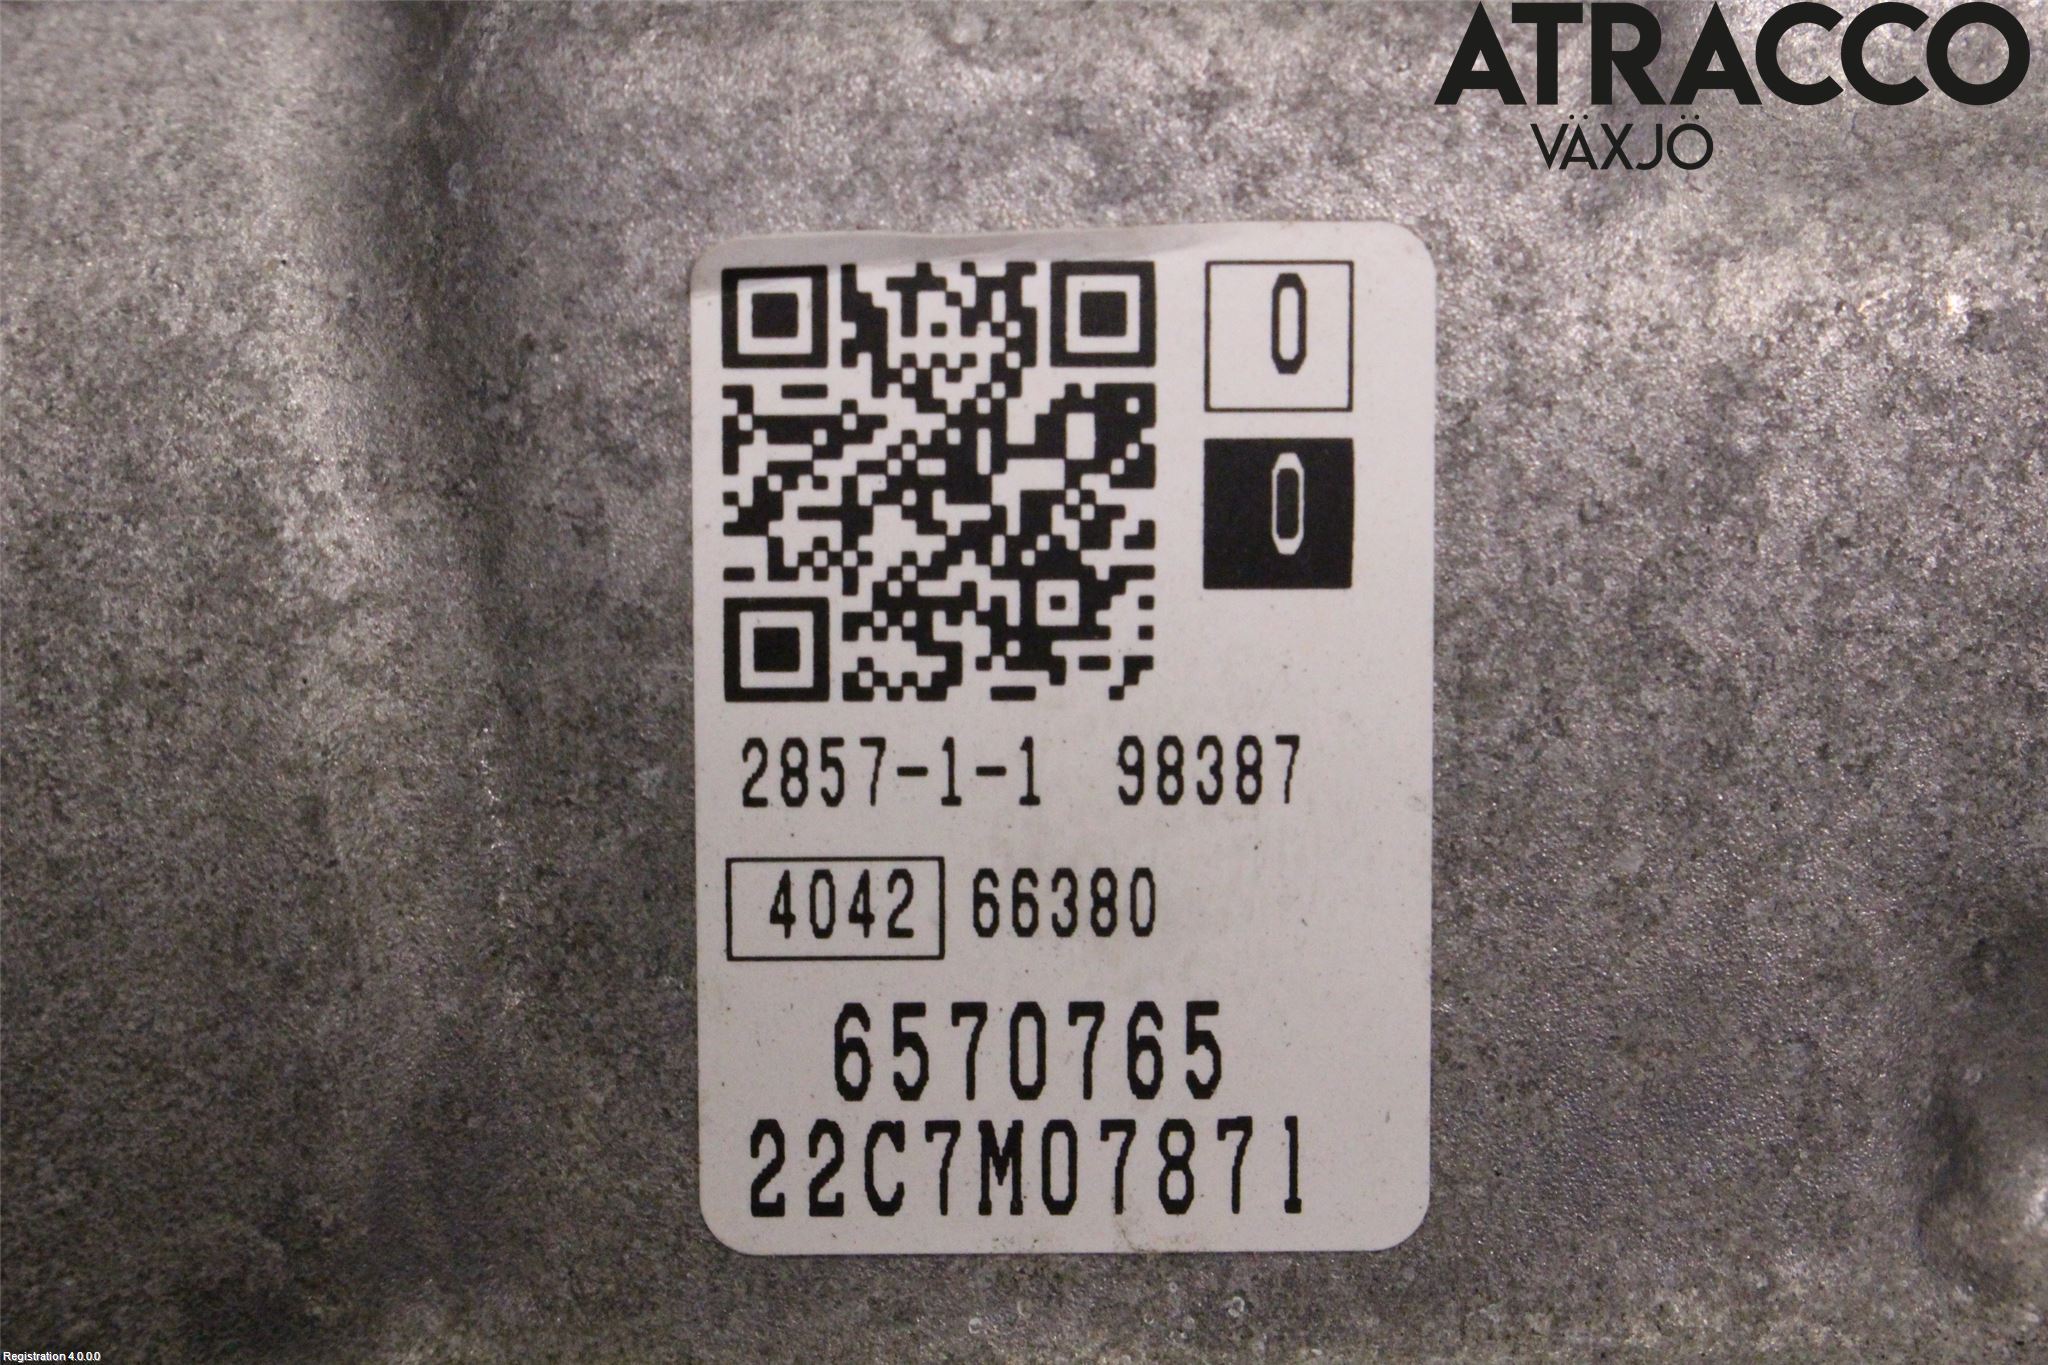 ATRACCO
VÄXJÖ
0
0
2857-1-1 98387
4042 66380
6570765
22C7M07871
Registration 4.0.0.0